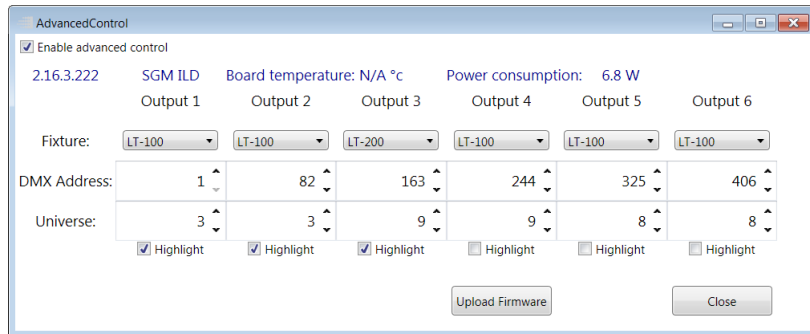 AdvancedControl
Enable advanced control
2.16.3.222 SGM ILD Board temperature: N/A °c Power consumption: 6.8 W
Output 1 Output 2 Output 3 Output 4 Output 5 Output 6
Fixture: LT-100 LT-100 LT-200 LT-100 LT-100 LT-100
DMX Address: 1 82 163 244 325 406
Universe: 3 3 9 9 8 8
Highlight Highlight Highlight Highlight Highlight Highlight
Upload Firmware Close